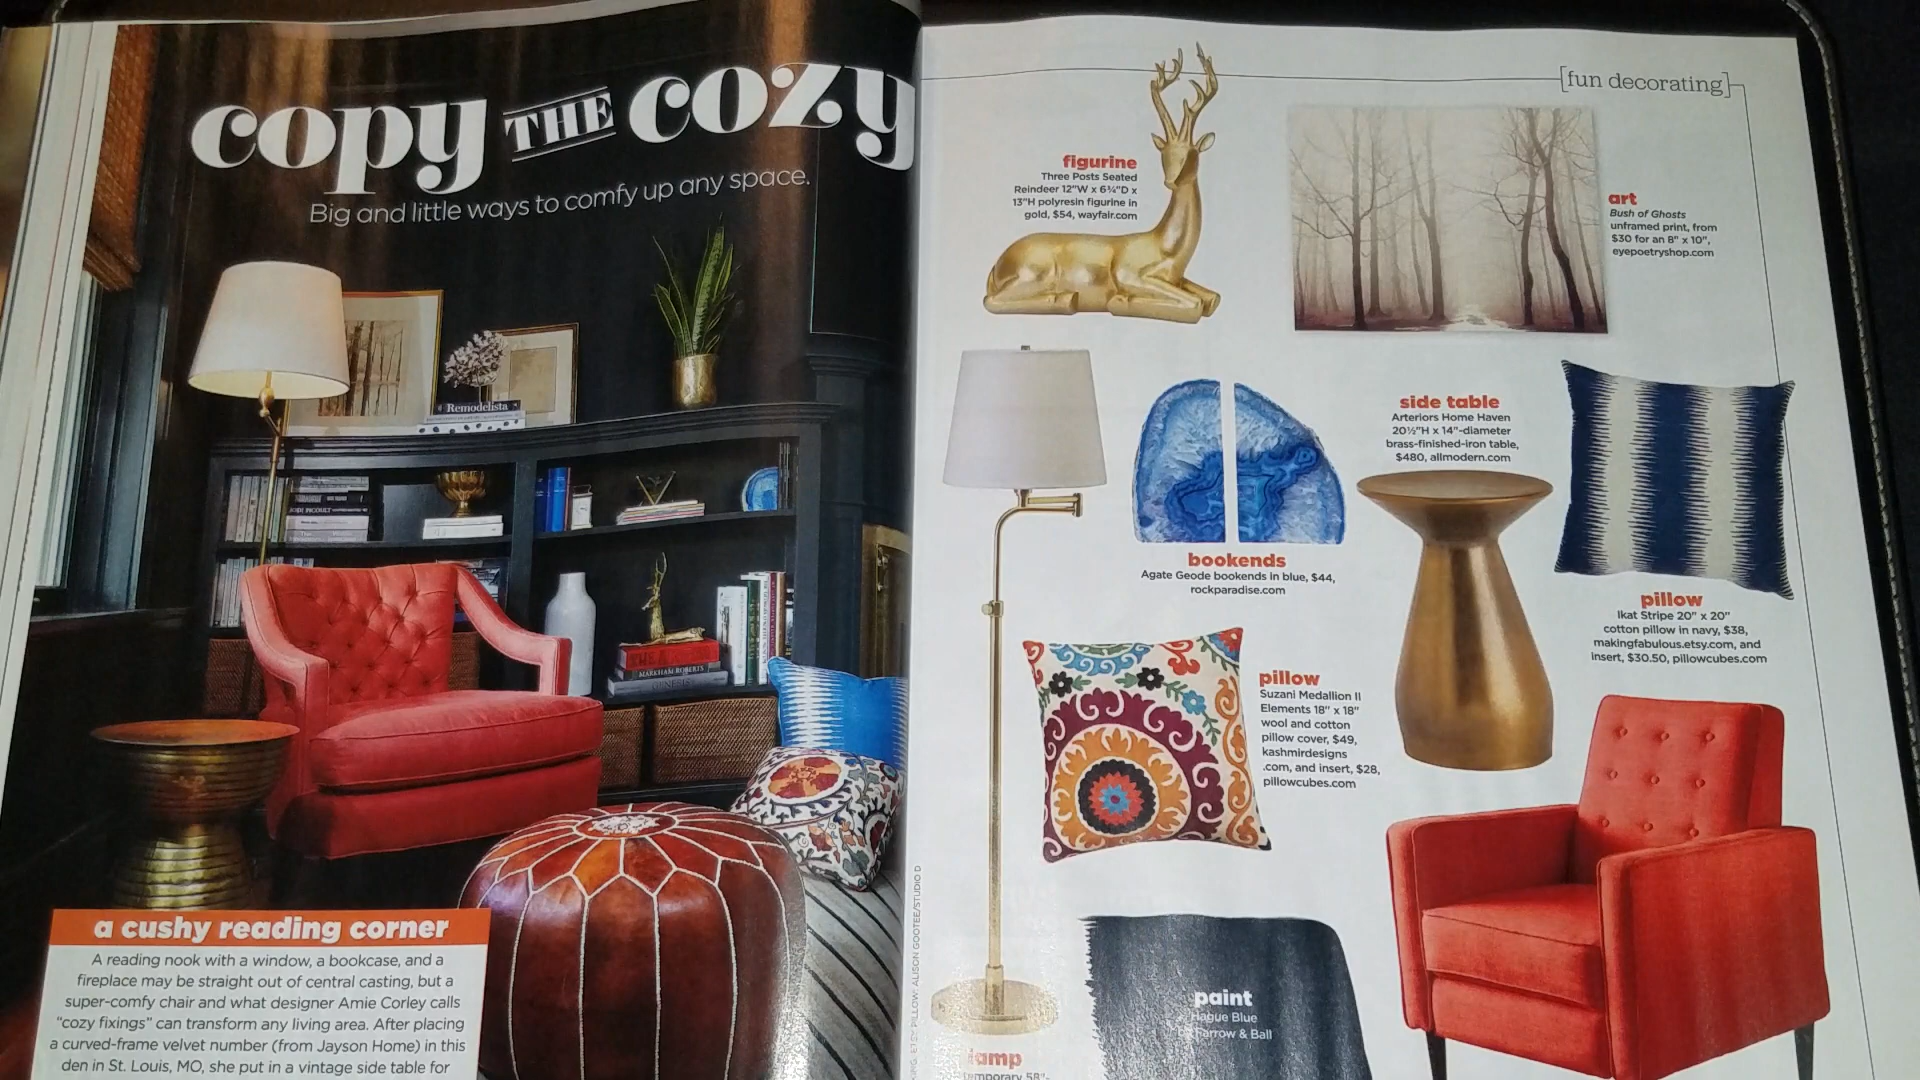 copy THE cozy
Big and little ways to comfy up any space.
Remodelista
JODI PICOULT
MARKHAM ROBERTS
GENESIS
a cushy reading corner
A reading nook with a window, a bookcase, and a
fireplace may be straight out of central casting, but a
super-comfy chair and what designer Amie Corley calls
"cozy fixings" can transform any living area. After placing
a curved-frame velvet number (from Jayson Home) in this
den in St. Louis, MO, she put in a vintage side table for
[fun decorating]
figurine
Three Posts Seated
Reindeer 12"W x 6¾"D x
13"H polyresin figurine in
gold, $54, wayfair.com
art
Bush of Ghosts
unframed print, from
$30 for an 8" x 10",
eyepoetryshop.com
side table
Arteriors Home Haven
20½"H x 14"-diameter
brass-finished-iron table,
$480, allmodern.com
bookends
Agate Geode bookends in blue, $44,
rockparadise.com
pillow
Ikat Stripe 20" x 20"
cotton pillow in navy, $38,
makingfabulous.etsy.com, and
insert, $30.50, pillowcubes.com
pillow
Suzani Medallion II
Elements 18" x 18"
wool and cotton
pillow cover, $49,
kashmirdesigns
.com, and insert, $28,
pillowcubes.com
paint
Hague Blue
Farrow & Ball
lamp
58"-
PILLOW: ALISON GOOTEE/STUDIO D